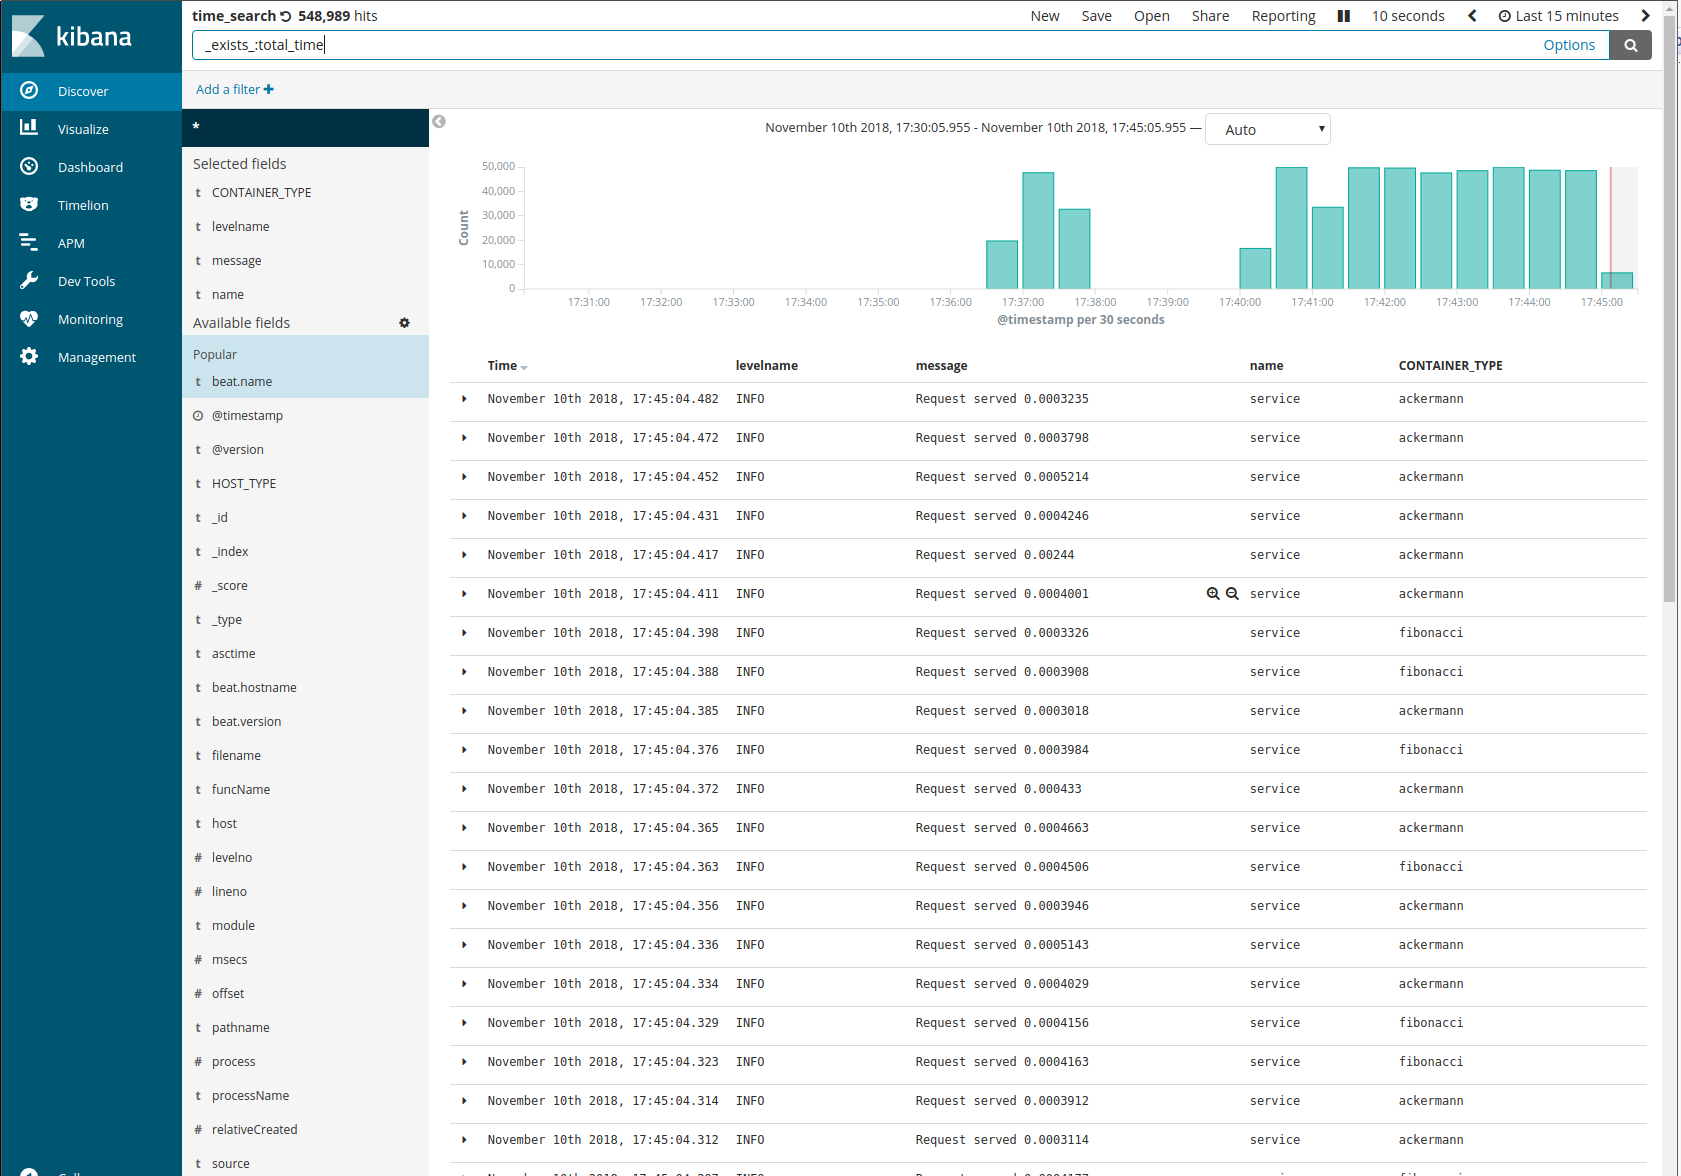 kibana
Discover
Visualize
Dashboard
Timelion
APM
Dev Tools
Monitoring
Management
time_search 548,989 hits
New Save Open Share Reporting 10 seconds Last 15 minutes
_exists_:total_time
Options
Add a filter +
*
Selected fields
t CONTAINER_TYPE
t levelname
t message
t name
Available fields
Popular
t beat.name
@timestamp
t @version
t HOST_TYPE
t _id
t _index
# _score
t _type
t asctime
t beat.hostname
t beat.version
t filename
t funcName
t host
# levelno
# lineno
t module
# msecs
# offset
t pathname
# process
t processName
# relativeCreated
t source
November 10th 2018, 17:30:05.955 - November 10th 2018, 17:45:05.955 — Auto
Count
50,000
40,000
30,000
20,000
10,000
0
17:31:00 17:32:00 17:33:00 17:34:00 17:35:00 17:36:00 17:37:00 17:38:00 17:39:00 17:40:00 17:41:00 17:42:00 17:43:00 17:44:00 17:45:00
@timestamp per 30 seconds
Time levelname message name CONTAINER_TYPE
November 10th 2018, 17:45:04.482 INFO Request served 0.0003235 service ackermann
November 10th 2018, 17:45:04.472 INFO Request served 0.0003798 service ackermann
November 10th 2018, 17:45:04.452 INFO Request served 0.0005214 service ackermann
November 10th 2018, 17:45:04.431 INFO Request served 0.0004246 service ackermann
November 10th 2018, 17:45:04.417 INFO Request served 0.00244 service ackermann
November 10th 2018, 17:45:04.411 INFO Request served 0.0004001 service ackermann
November 10th 2018, 17:45:04.398 INFO Request served 0.0003326 service fibonacci
November 10th 2018, 17:45:04.388 INFO Request served 0.0003908 service fibonacci
November 10th 2018, 17:45:04.385 INFO Request served 0.0003018 service ackermann
November 10th 2018, 17:45:04.376 INFO Request served 0.0003984 service fibonacci
November 10th 2018, 17:45:04.372 INFO Request served 0.000433 service ackermann
November 10th 2018, 17:45:04.365 INFO Request served 0.0004663 service ackermann
November 10th 2018, 17:45:04.363 INFO Request served 0.0004506 service fibonacci
November 10th 2018, 17:45:04.356 INFO Request served 0.0003946 service ackermann
November 10th 2018, 17:45:04.336 INFO Request served 0.0005143 service ackermann
November 10th 2018, 17:45:04.334 INFO Request served 0.0004029 service ackermann
November 10th 2018, 17:45:04.329 INFO Request served 0.0004156 service fibonacci
November 10th 2018, 17:45:04.323 INFO Request served 0.0004163 service fibonacci
November 10th 2018, 17:45:04.314 INFO Request served 0.0003912 service ackermann
November 10th 2018, 17:45:04.312 INFO Request served 0.0003114 service ackermann